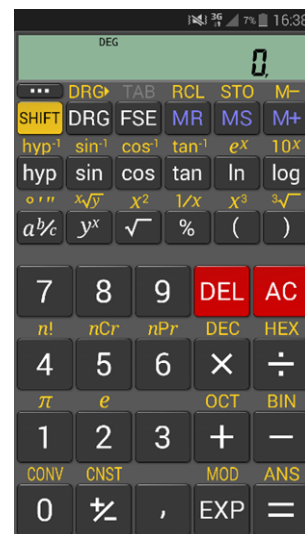 3G 7% 16:38
DEG
0,
... DRG▸ TAB RCL STO M−
SHIFT DRG FSE MR MS M+
hyp⁻¹ sin⁻¹ cos⁻¹ tan⁻¹ eˣ 10ˣ
hyp sin cos tan ln log
o ' " ˣ√y x² 1/x x³ ³√
aᵇ/c yˣ √ % ( )
7 8 9 DEL AC
n! nCr nPr DEC HEX
4 5 6 × ÷
π e OCT BIN
1 2 3 + −
CONV CNST MOD ANS
0 +/− , EXP =